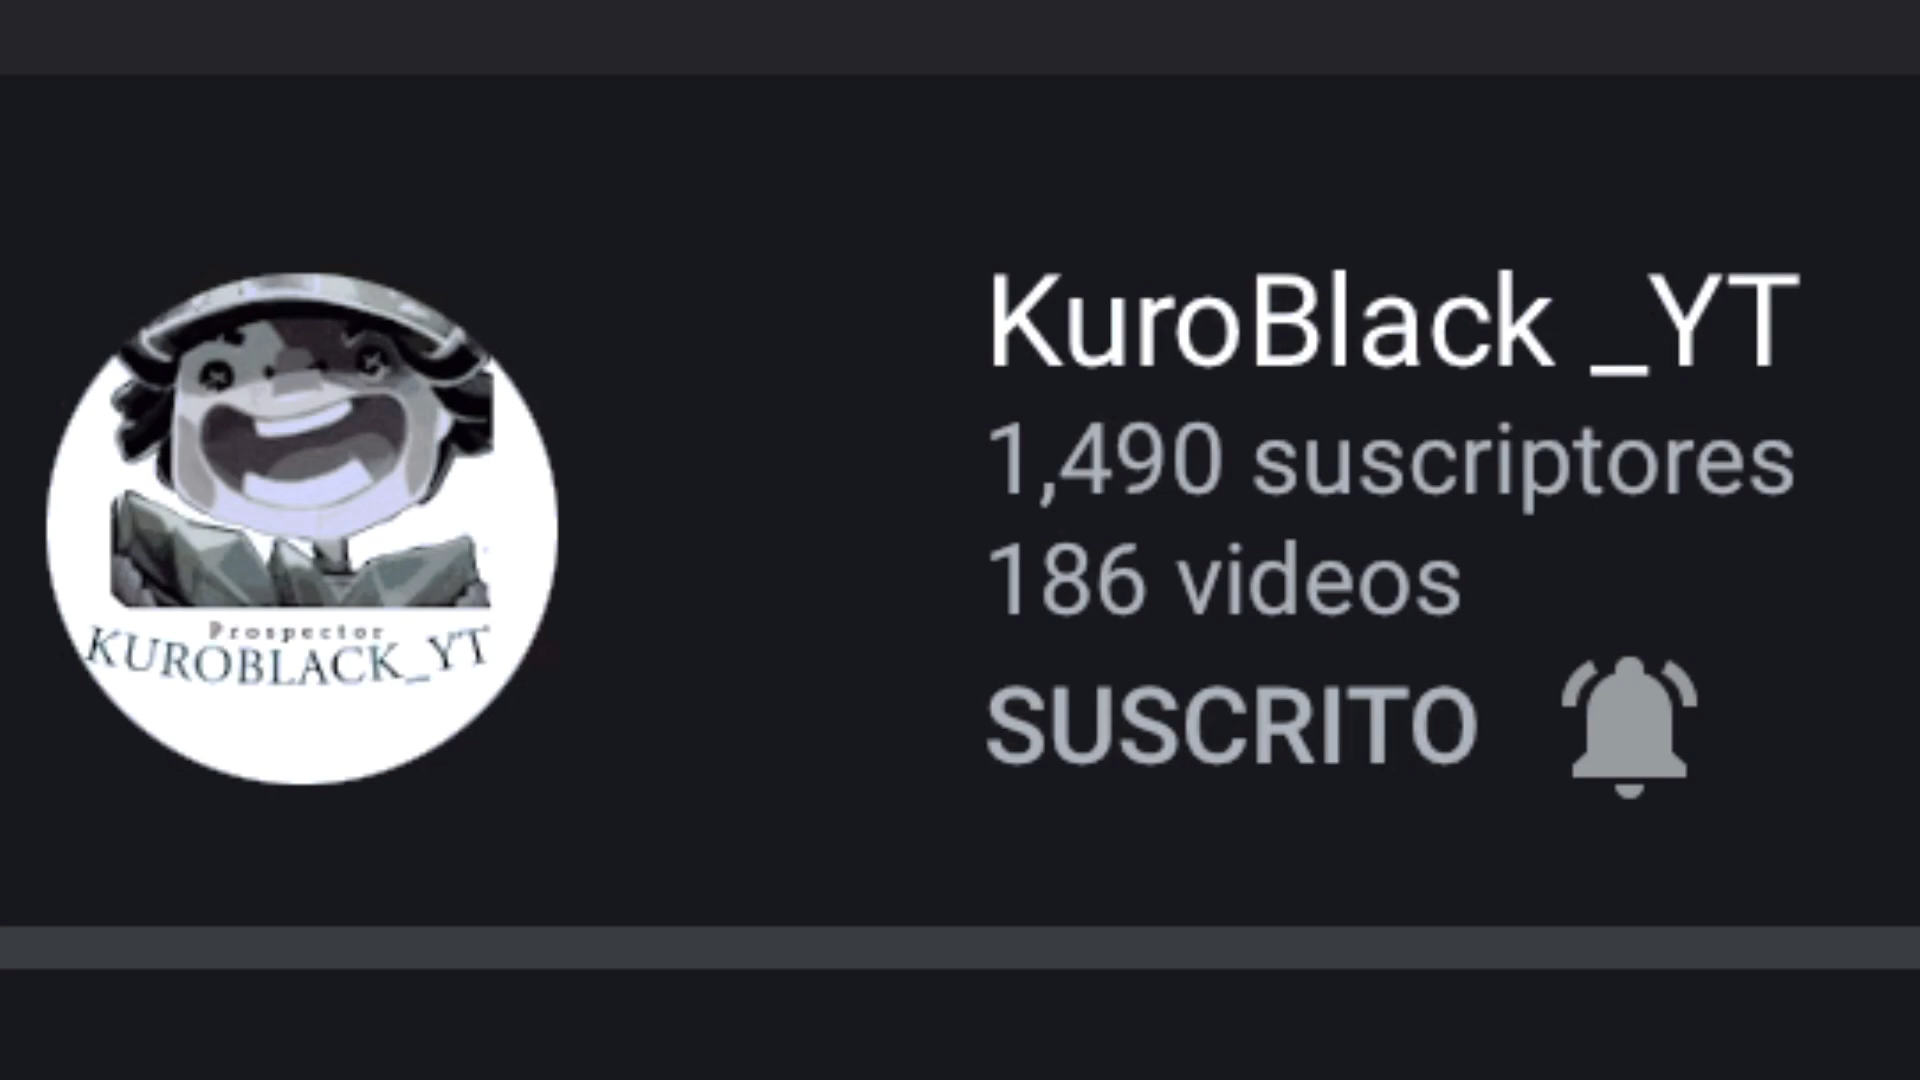 KuroBlack _YT
1,490 suscriptores
186 videos
SUSCRITO
Prospector
KUROBLACK_YT